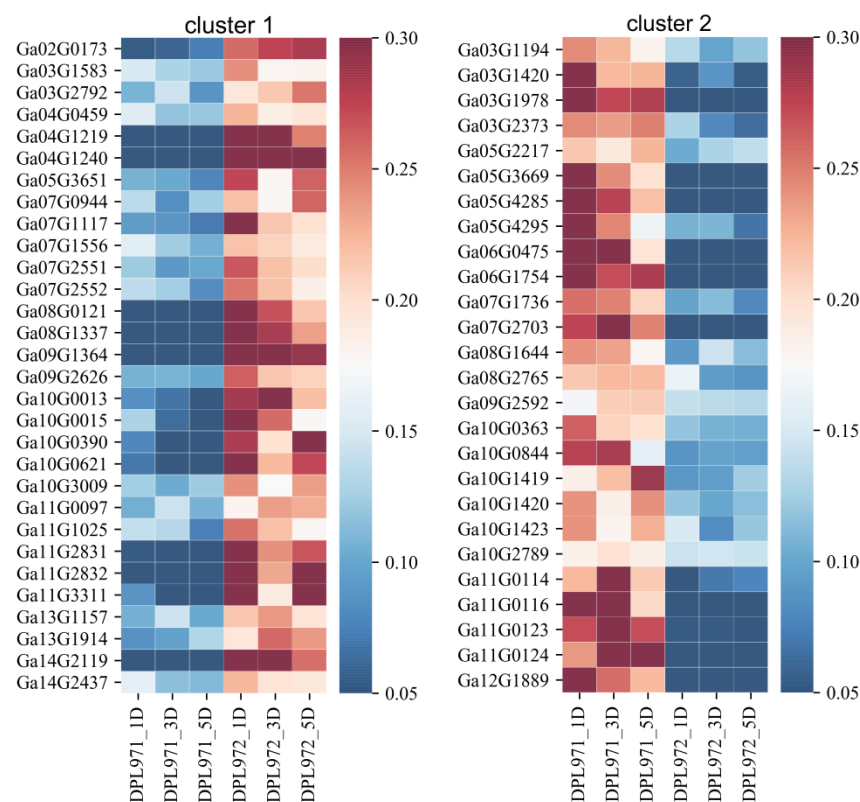 cluster 1
Ga02G0173
Ga03G1583
Ga03G2792
Ga04G0459
Ga04G1219
Ga04G1240
Ga05G3651
Ga07G0944
Ga07G1117
Ga07G1556
Ga07G2551
Ga07G2552
Ga08G0121
Ga08G1337
Ga09G1364
Ga09G2626
Ga10G0013
Ga10G0015
Ga10G0390
Ga10G0621
Ga10G3009
Ga11G0097
Ga11G1025
Ga11G2831
Ga11G2832
Ga11G3311
Ga13G1157
Ga13G1914
Ga14G2119
Ga14G2437
DPL971_1D
DPL971_3D
DPL971_5D
DPL972_1D
DPL972_3D
DPL972_5D
0.30
0.25
0.20
0.15
0.10
0.05
cluster 2
Ga03G1194
Ga03G1420
Ga03G1978
Ga03G2373
Ga05G2217
Ga05G3669
Ga05G4285
Ga05G4295
Ga06G0475
Ga06G1754
Ga07G1736
Ga07G2703
Ga08G1644
Ga08G2765
Ga09G2592
Ga10G0363
Ga10G0844
Ga10G1419
Ga10G1420
Ga10G1423
Ga10G2789
Ga11G0114
Ga11G0116
Ga11G0123
Ga11G0124
Ga12G1889
DPL971_1D
DPL971_3D
DPL971_5D
DPL972_1D
DPL972_3D
DPL972_5D
0.30
0.25
0.20
0.15
0.10
0.05